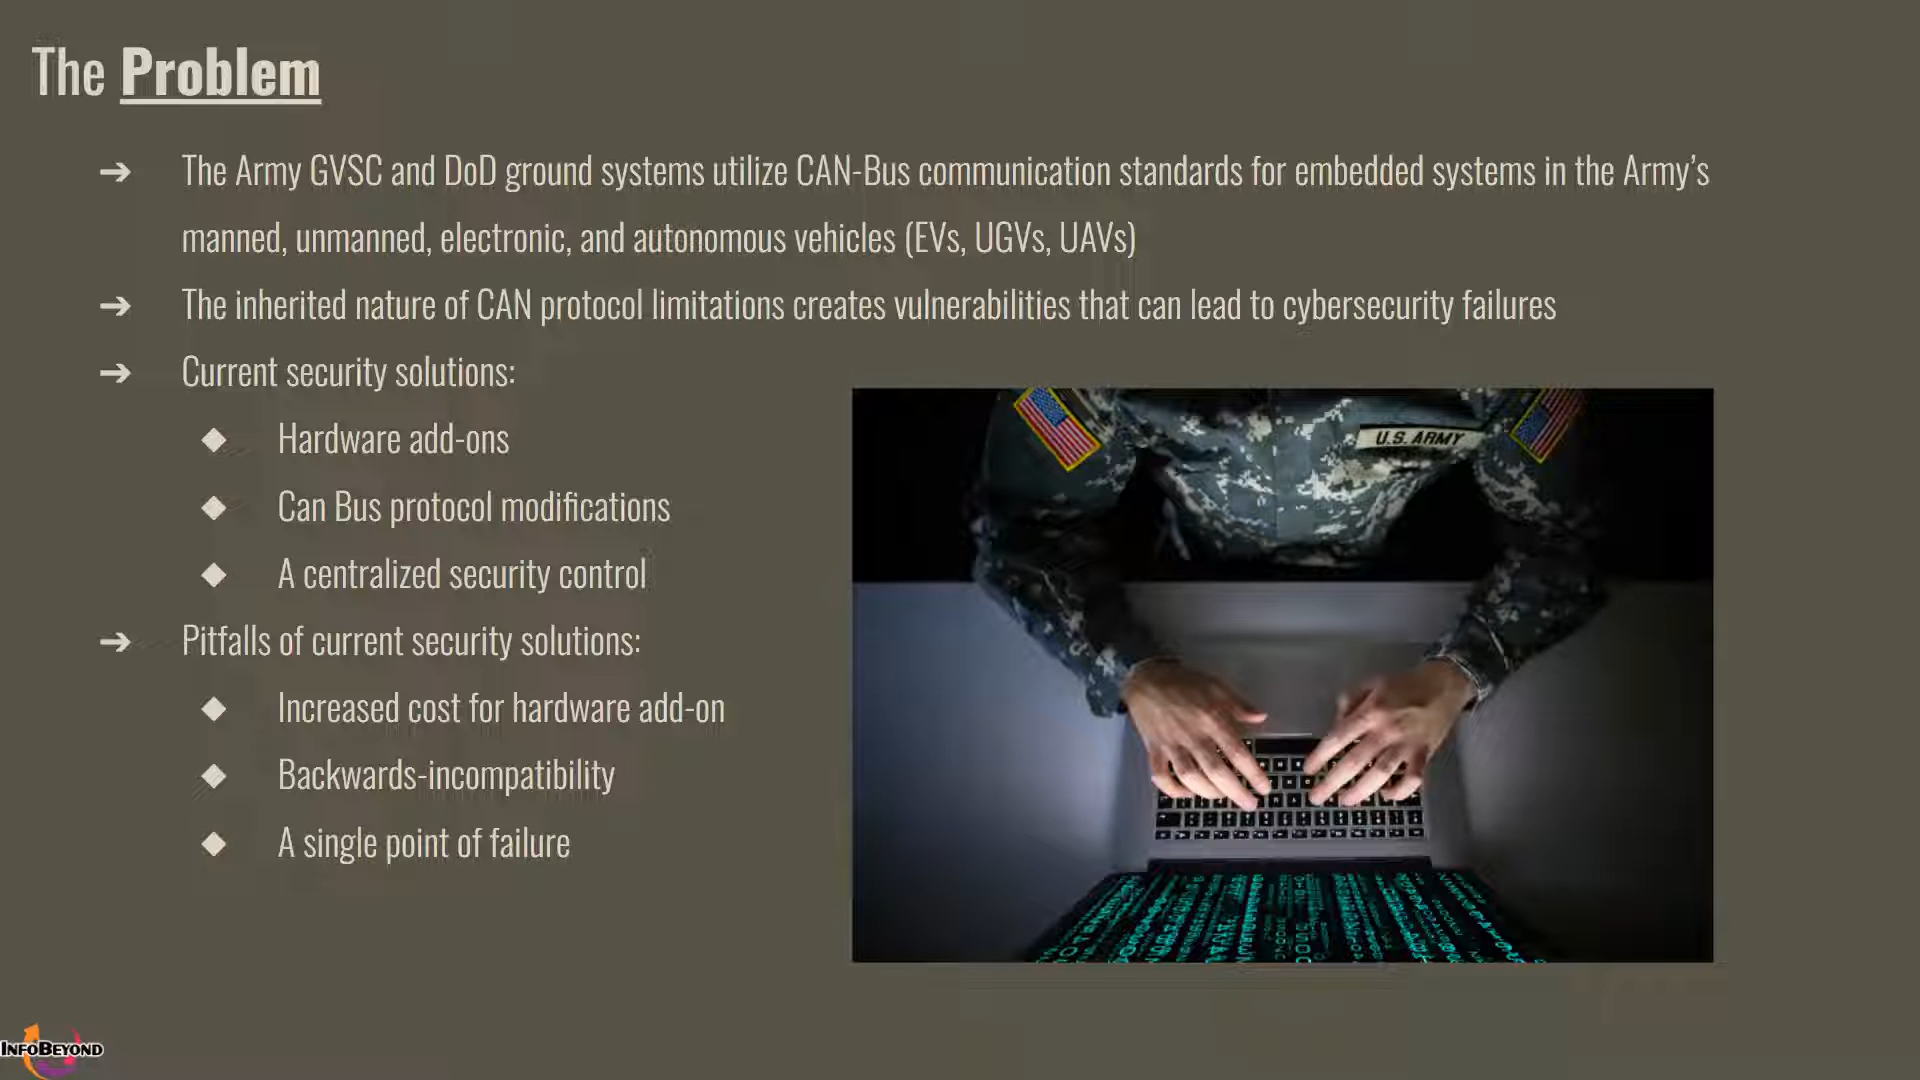 The Problem
The Army GVSC and DoD ground systems utilize CAN-Bus communication standards for embedded systems in the Army’s
manned, unmanned, electronic, and autonomous vehicles (EVs, UGVs, UAVs)
The inherited nature of CAN protocol limitations creates vulnerabilities that can lead to cybersecurity failures
Current security solutions:
Hardware add-ons
Can Bus protocol modifications
A centralized security control
Pitfalls of current security solutions:
Increased cost for hardware add-on
Backwards-incompatibility
A single point of failure
U.S. ARMY
INFOBEYOND